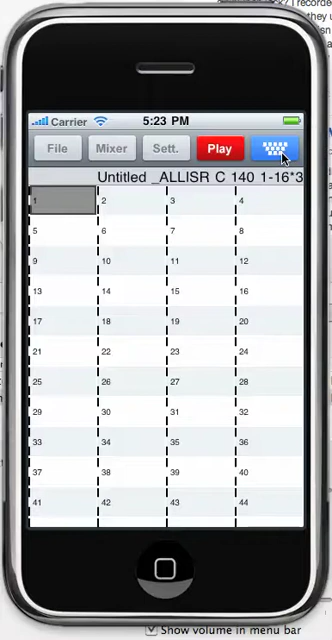 Carrier 5:23 PM
File Mixer Sett. Play
Untitled _ALLISR C 140 1-16*3
1 2 3 4
5 6 7 8
9 10 11 12
13 14 15 16
17 18 19 20
21 22 23 24
25 26 27 28
29 30 31 32
33 34 35 36
37 38 39 40
41 42 43 44
Show volume in menu bar